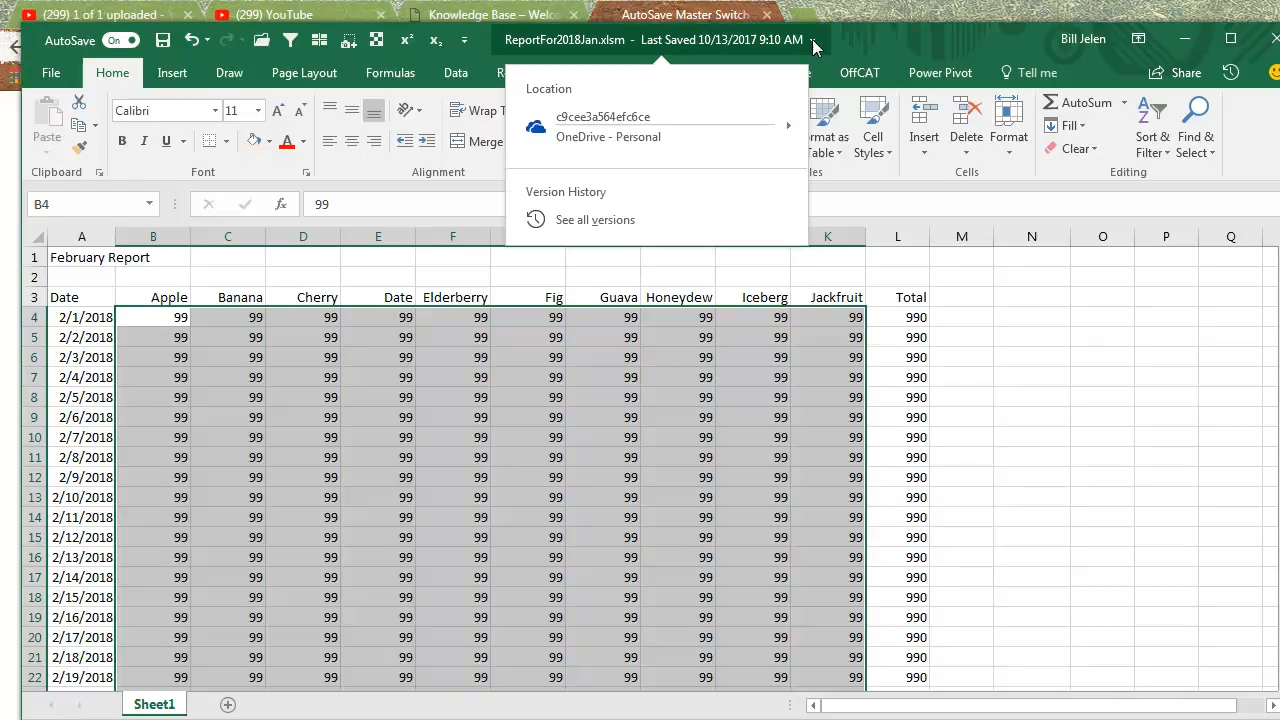 (299) 1 of 1 uploaded - × (299) YouTube × Knowledge Base – Welco × AutoSave Master Switch ×
AutoSave On x² x₂ ReportFor2018Jan.xlsm - Last Saved 10/13/2017 9:10 AM Bill Jelen
File Home Insert Draw Page Layout Formulas Data OffCAT Power Pivot Tell me Share
Location
c9cee3a564efc6ce
OneDrive - Personal
Version History
See all versions
Paste
Clipboard
Calibri 11 A A
B I U A
Font
Wrap T
Merge
Alignment
Format as Table
Cell Styles
les
Insert Delete Format
Cells
AutoSum
Fill
Clear
Sort & Filter
Find & Select
Editing
B4 fx 99
A B C D E F K L M N O P Q
1 February Report
2
3 Date Apple Banana Cherry Date Elderberry Fig Guava Honeydew Iceberg Jackfruit Total
4 2/1/2018 99 99 99 99 99 99 99 99 99 99 990
5 2/2/2018 99 99 99 99 99 99 99 99 99 99 990
6 2/3/2018 99 99 99 99 99 99 99 99 99 99 990
7 2/4/2018 99 99 99 99 99 99 99 99 99 99 990
8 2/5/2018 99 99 99 99 99 99 99 99 99 99 990
9 2/6/2018 99 99 99 99 99 99 99 99 99 99 990
10 2/7/2018 99 99 99 99 99 99 99 99 99 99 990
11 2/8/2018 99 99 99 99 99 99 99 99 99 99 990
12 2/9/2018 99 99 99 99 99 99 99 99 99 99 990
13 2/10/2018 99 99 99 99 99 99 99 99 99 99 990
14 2/11/2018 99 99 99 99 99 99 99 99 99 99 990
15 2/12/2018 99 99 99 99 99 99 99 99 99 99 990
16 2/13/2018 99 99 99 99 99 99 99 99 99 99 990
17 2/14/2018 99 99 99 99 99 99 99 99 99 99 990
18 2/15/2018 99 99 99 99 99 99 99 99 99 99 990
19 2/16/2018 99 99 99 99 99 99 99 99 99 99 990
20 2/17/2018 99 99 99 99 99 99 99 99 99 99 990
21 2/18/2018 99 99 99 99 99 99 99 99 99 99 990
22 2/19/2018 99 99 99 99 99 99 99 99 99 99 990
Sheet1